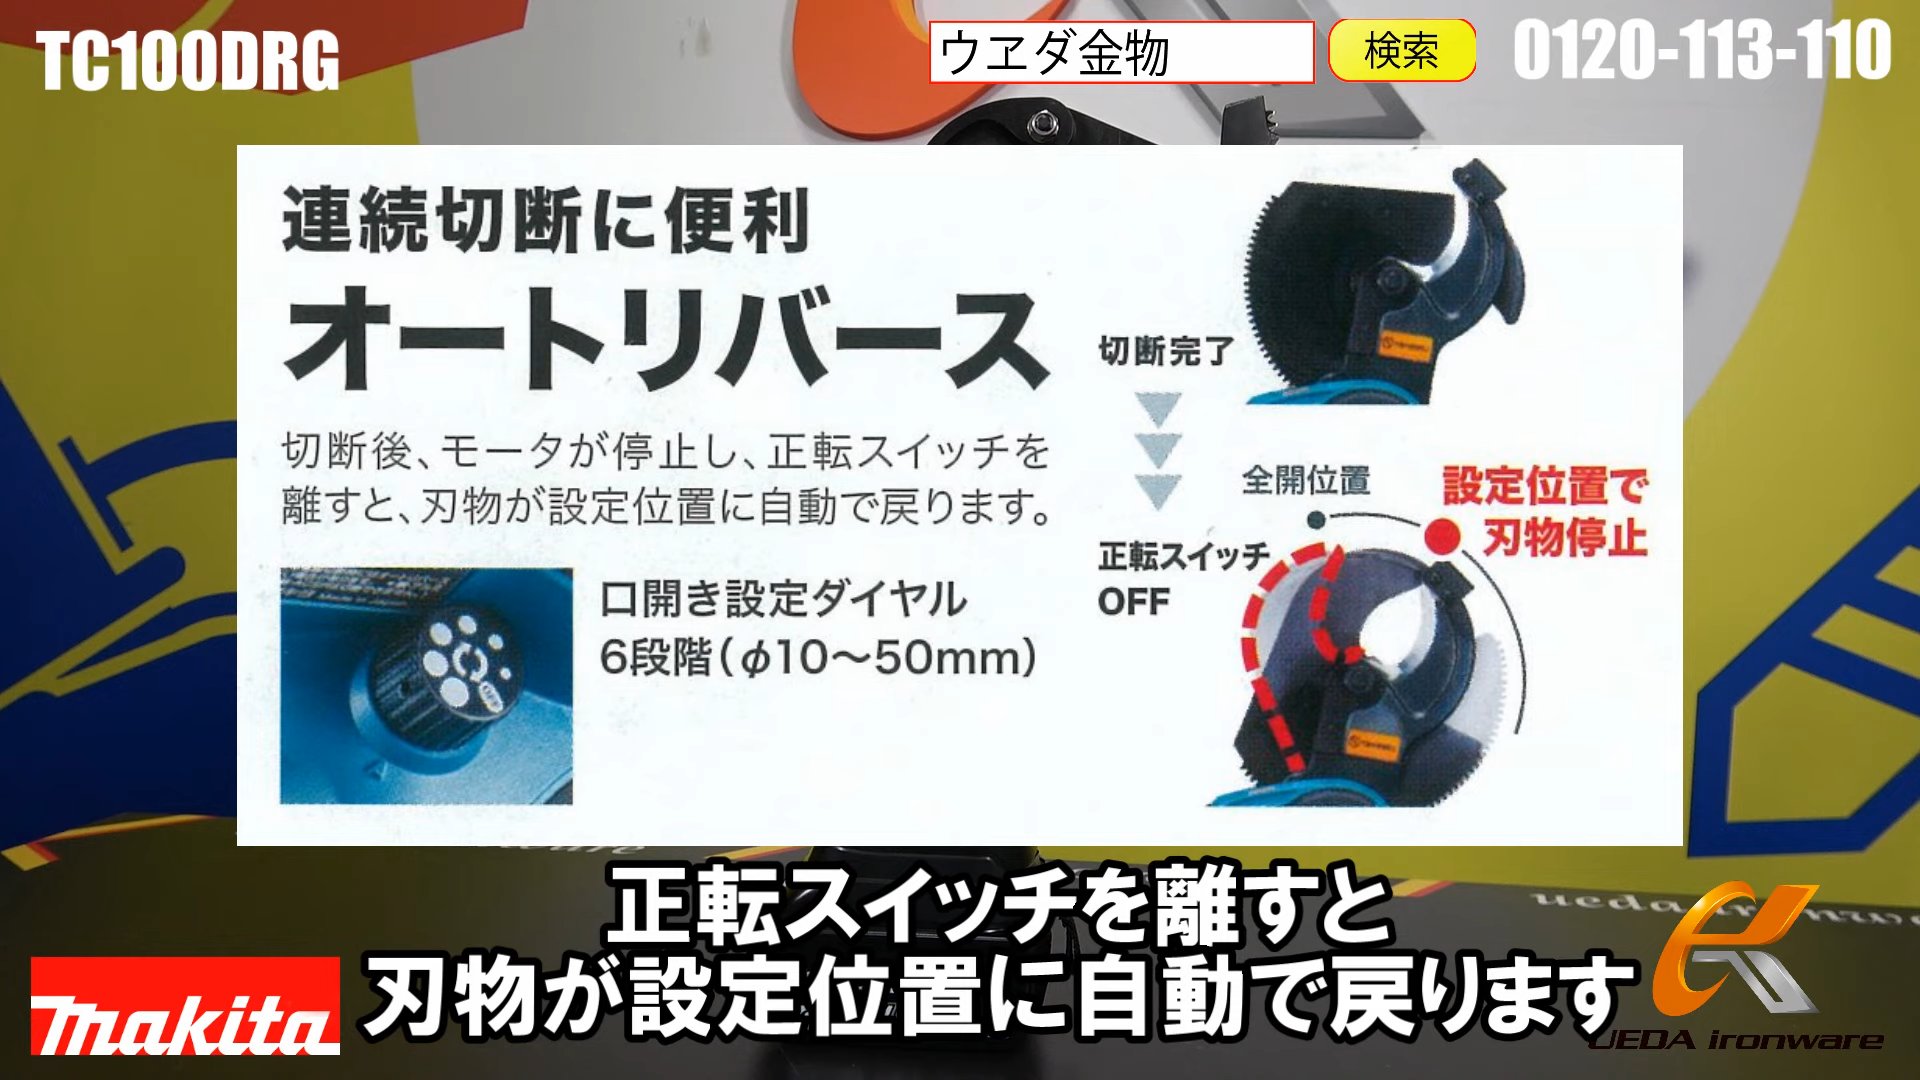 TC100DRG
ウヱダ金物
検索
0120-113-110
連続切断に便利
オートリバース
切断後、モータが停止し、正転スイッチを
離すと、刃物が設定位置に自動で戻ります。
口開き設定ダイヤル
6段階(φ10〜50mm)
切断完了
全開位置
設定位置で
刃物停止
正転スイッチ
OFF
正転スイッチを離すと
刃物が設定位置に自動で戻ります
makita
UEDA ironware